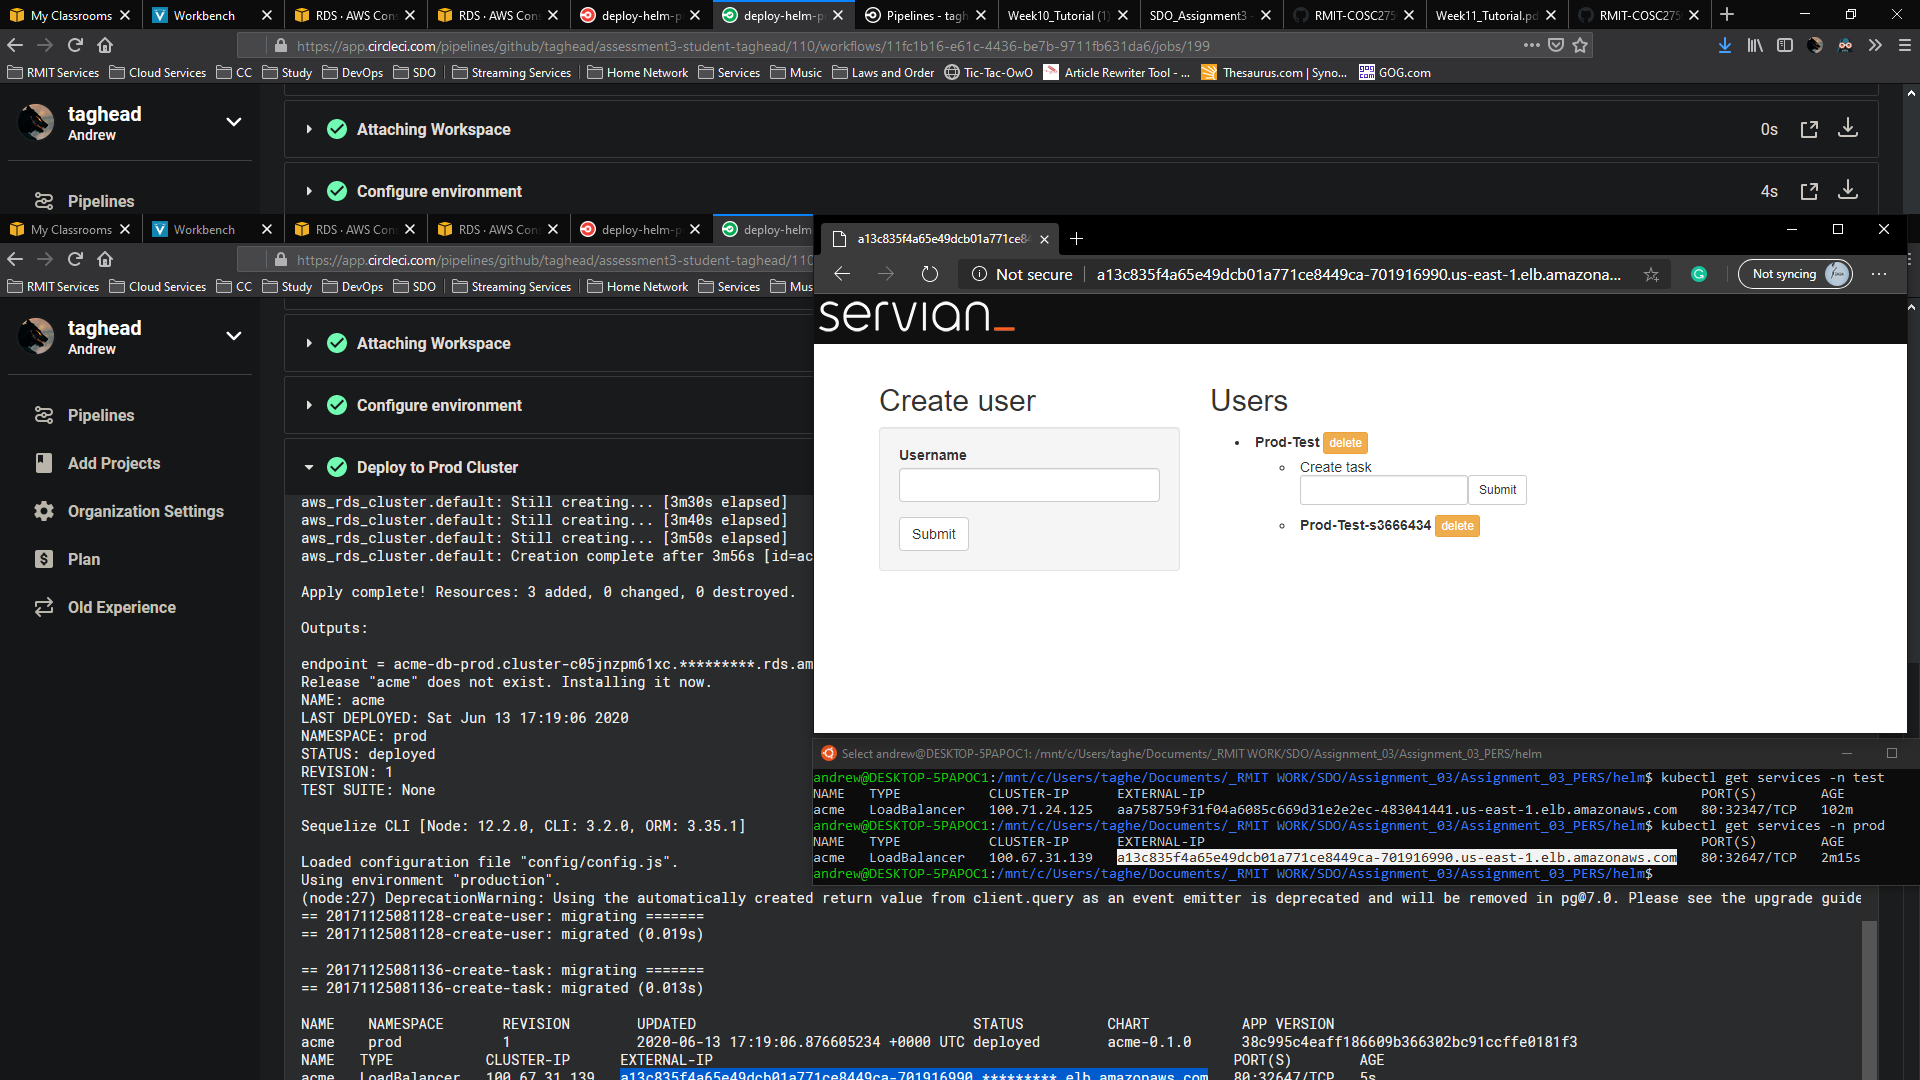 My Classrooms
Workbench
RDS · AWS Con
RDS · AWS Con
deploy-helm-p
deploy-helm-p
Pipelines - tagh
Week10_Tutorial (1)
SDO_Assignment3 -
RMIT-COSC275
Week11_Tutorial.pd
RMIT-COSC275
https://app.circleci.com/pipelines/github/taghead/assessment3-student-taghead/110/workflows/11fc1b16-e61c-4436-be7b-9711fb631da6/jobs/199
RMIT Services
Cloud Services
CC
Study
DevOps
SDO
Streaming Services
Home Network
Services
Music
Laws and Order
Tic-Tac-OwO
Article Rewriter Tool - ...
Thesaurus.com | Syno...
GOG.com
taghead
Andrew
Attaching Workspace
0s
Configure environment
4s
Pipelines
My Classrooms
Workbench
RDS · AWS Con
RDS · AWS Con
deploy-helm-p
deploy-helm
https://app.circleci.com/pipelines/github/taghead/assessment3-student-taghead/110
RMIT Services
Cloud Services
CC
Study
DevOps
SDO
Streaming Services
Home Network
Services
Mus
taghead
Andrew
Pipelines
Add Projects
Organization Settings
Plan
Old Experience
Attaching Workspace
Configure environment
Deploy to Prod Cluster
aws_rds_cluster.default: Still creating... [3m30s elapsed]
aws_rds_cluster.default: Still creating... [3m40s elapsed]
aws_rds_cluster.default: Still creating... [3m50s elapsed]
aws_rds_cluster.default: Creation complete after 3m56s [id=ac
Apply complete! Resources: 3 added, 0 changed, 0 destroyed.
Outputs:
endpoint = acme-db-prod.cluster-c05jnzpm61xc.*********.rds.am
Release "acme" does not exist. Installing it now.
NAME: acme
LAST DEPLOYED: Sat Jun 13 17:19:06 2020
NAMESPACE: prod
STATUS: deployed
REVISION: 1
TEST SUITE: None
Sequelize CLI [Node: 12.2.0, CLI: 3.2.0, ORM: 3.35.1]
Loaded configuration file "config/config.js".
Using environment "production".
(node:27) DeprecationWarning: Using the automatically created return value from client.query as an event emitter is deprecated and will be removed in pg@7.0. Please see the upgrade guide
== 20171125081128-create-user: migrating =======
== 20171125081128-create-user: migrated (0.019s)
== 20171125081136-create-task: migrating =======
== 20171125081136-create-task: migrated (0.013s)
NAME NAMESPACE REVISION UPDATED STATUS CHART APP VERSION
acme prod 1 2020-06-13 17:19:06.876605234 +0000 UTC deployed acme-0.1.0 38c995c4eaff186609b366302bc91ccffe0181f3
NAME TYPE CLUSTER-IP EXTERNAL-IP PORT(S) AGE
acme LoadBalancer 100.67.31.139 a13c835f4a65e49dcb01a771ce8449ca-701916990.*********.elb.amazonaws.com 80:32647/TCP 5s
a13c835f4a65e49dcb01a771ce84
Not secure
a13c835f4a65e49dcb01a771ce8449ca-701916990.us-east-1.elb.amazona...
Not syncing
servian_
Create user
Username
Submit
Users
Prod-Test delete
Create task
Submit
Prod-Test-s3666434 delete
Select andrew@DESKTOP-5PAPOC1: /mnt/c/Users/taghe/Documents/_RMIT WORK/SDO/Assignment_03/Assignment_03_PERS/helm
andrew@DESKTOP-5PAPOC1:/mnt/c/Users/taghe/Documents/_RMIT WORK/SDO/Assignment_03/Assignment_03_PERS/helm$ kubectl get services -n test
NAME TYPE CLUSTER-IP EXTERNAL-IP PORT(S) AGE
acme LoadBalancer 100.71.24.125 aa758759f31f04a6085c669d31e2e2ec-483041441.us-east-1.elb.amazonaws.com 80:32347/TCP 102m
andrew@DESKTOP-5PAPOC1:/mnt/c/Users/taghe/Documents/_RMIT WORK/SDO/Assignment_03/Assignment_03_PERS/helm$ kubectl get services -n prod
NAME TYPE CLUSTER-IP EXTERNAL-IP PORT(S) AGE
acme LoadBalancer 100.67.31.139 a13c835f4a65e49dcb01a771ce8449ca-701916990.us-east-1.elb.amazonaws.com 80:32647/TCP 2m15s
andrew@DESKTOP-5PAPOC1:/mnt/c/Users/taghe/Documents/_RMIT WORK/SDO/Assignment_03/Assignment_03_PERS/helm$